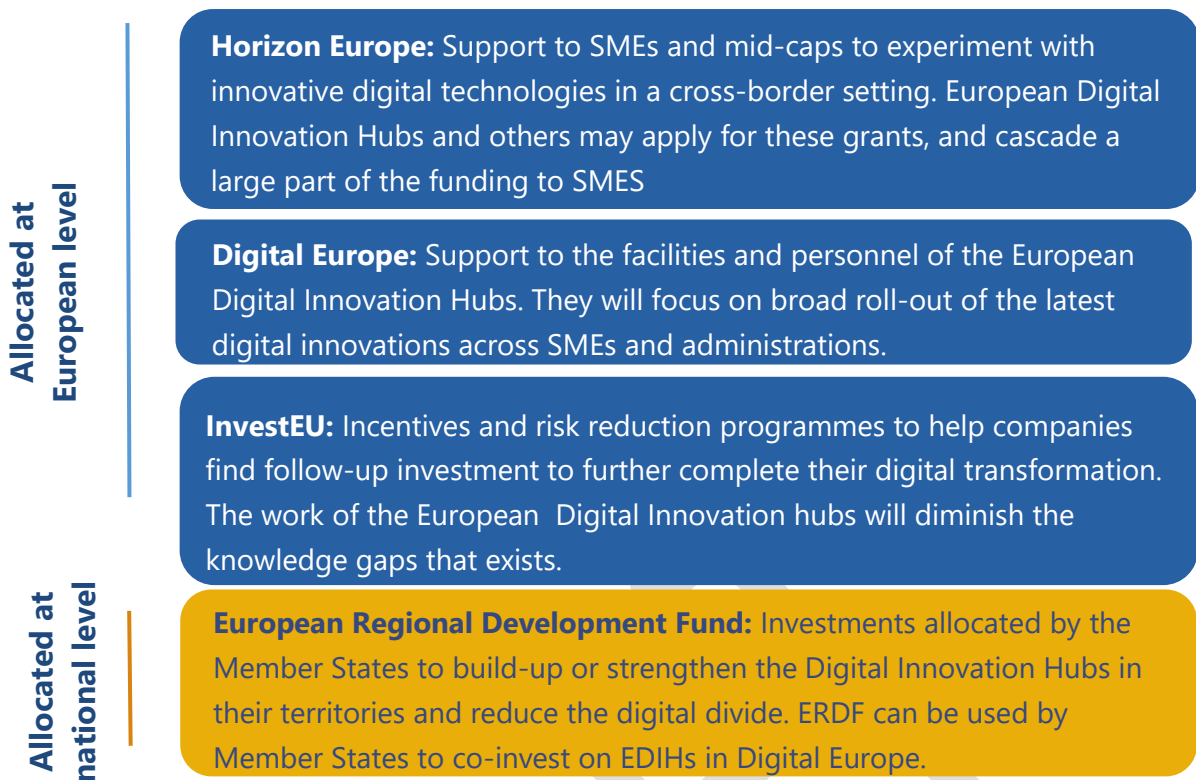 Allocated at
European level
Horizon Europe: Support to SMEs and mid-caps to experiment with
innovative digital technologies in a cross-border setting. European Digital
Innovation Hubs and others may apply for these grants, and cascade a
large part of the funding to SMES
Digital Europe: Support to the facilities and personnel of the European
Digital Innovation Hubs. They will focus on broad roll-out of the latest
digital innovations across SMEs and administrations.
InvestEU: Incentives and risk reduction programmes to help companies
find follow-up investment to further complete their digital transformation.
The work of the European  Digital Innovation hubs will diminish the
knowledge gaps that exists.
Allocated at
national level
European Regional Development Fund: Investments allocated by the
Member States to build-up or strengthen the Digital Innovation Hubs in
their territories and reduce the digital divide. ERDF can be used by
Member States to co-invest on EDIHs in Digital Europe.